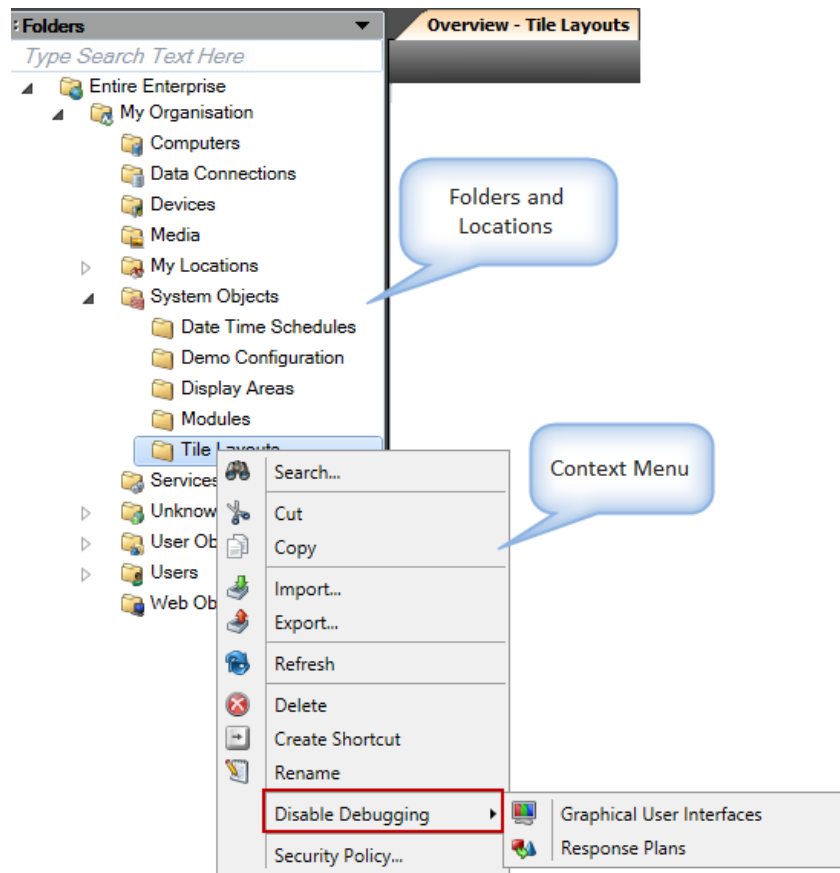 Folders
Overview - Tile Layouts
Type Search Text Here
Entire Enterprise
My Organisation
Computers
Data Connections
Devices
Media
My Locations
System Objects
Date Time Schedules
Demo Configuration
Display Areas
Modules
Tile Layouts
Services
Unknow
User Ob
Users
Web Ob
Folders and
Locations
Context Menu
Search...
Cut
Copy
Import...
Export...
Refresh
Delete
Create Shortcut
Rename
Disable Debugging
Security Policy...
Graphical User Interfaces
Response Plans